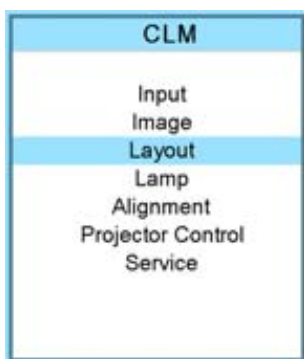 CLM
Input
Image
Layout
Lamp
Alignment
Projector Control
Service